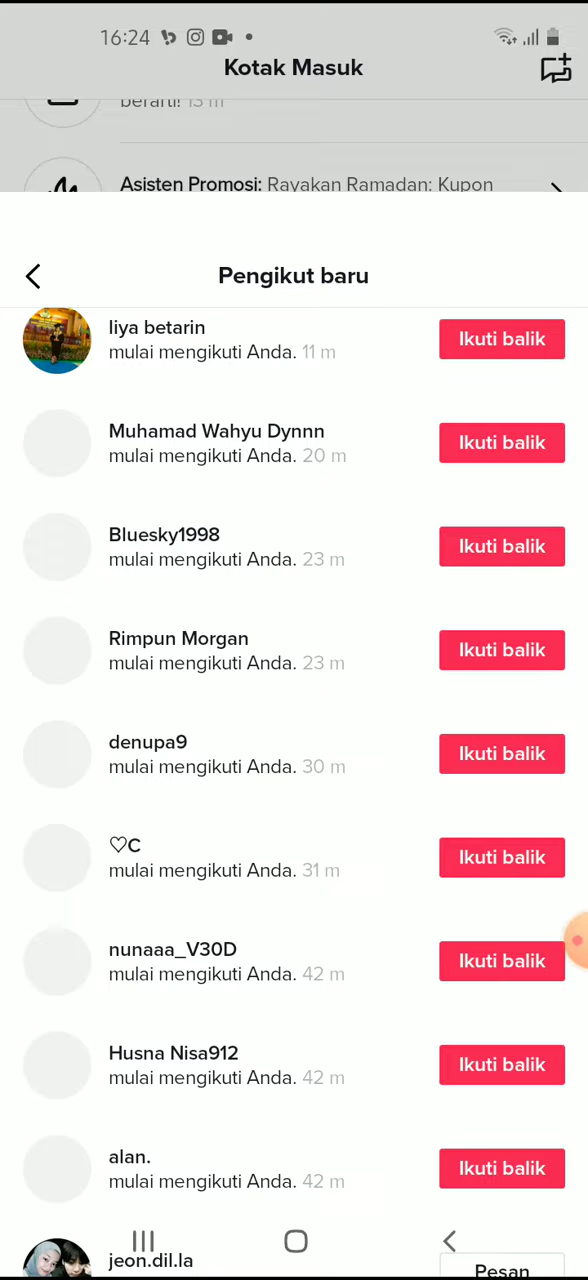 16:24
Kotak Masuk
berarti! 13 m
Asisten Promosi: Rayakan Ramadan: Kupon
Pengikut baru
liya betarin
mulai mengikuti Anda. 11 m
Ikuti balik
Muhamad Wahyu Dynnn
mulai mengikuti Anda. 20 m
Ikuti balik
Bluesky1998
mulai mengikuti Anda. 23 m
Ikuti balik
Rimpun Morgan
mulai mengikuti Anda. 23 m
Ikuti balik
denupa9
mulai mengikuti Anda. 30 m
Ikuti balik
♡C
mulai mengikuti Anda. 31 m
Ikuti balik
nunaaa_V30D
mulai mengikuti Anda. 42 m
Ikuti balik
Husna Nisa912
mulai mengikuti Anda. 42 m
Ikuti balik
alan.
mulai mengikuti Anda. 42 m
Ikuti balik
jeon.dil.la
Pesan